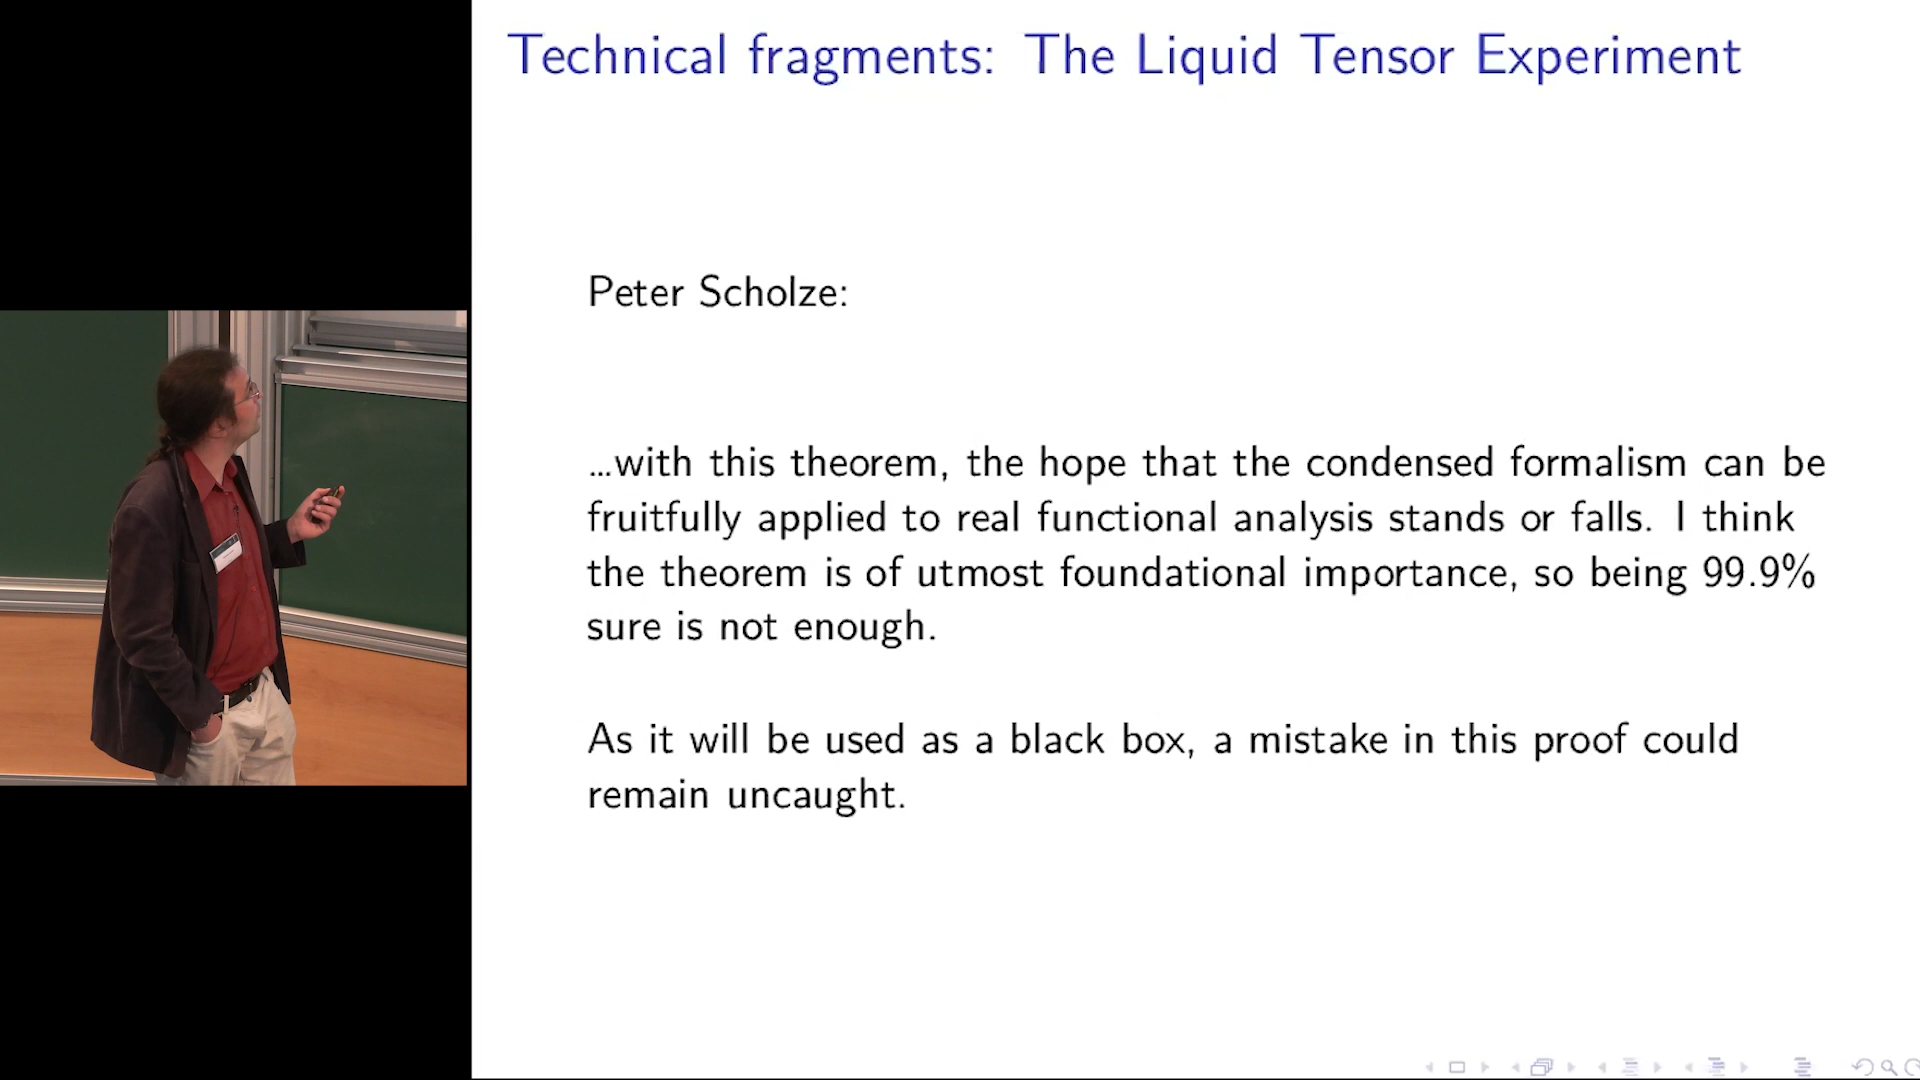 Technical fragments: The Liquid Tensor Experiment
Peter Scholze:
...with this theorem, the hope that the condensed formalism can be
fruitfully applied to real functional analysis stands or falls. I think
the theorem is of utmost foundational importance, so being 99.9%
sure is not enough.
As it will be used as a black box, a mistake in this proof could
remain uncaught.